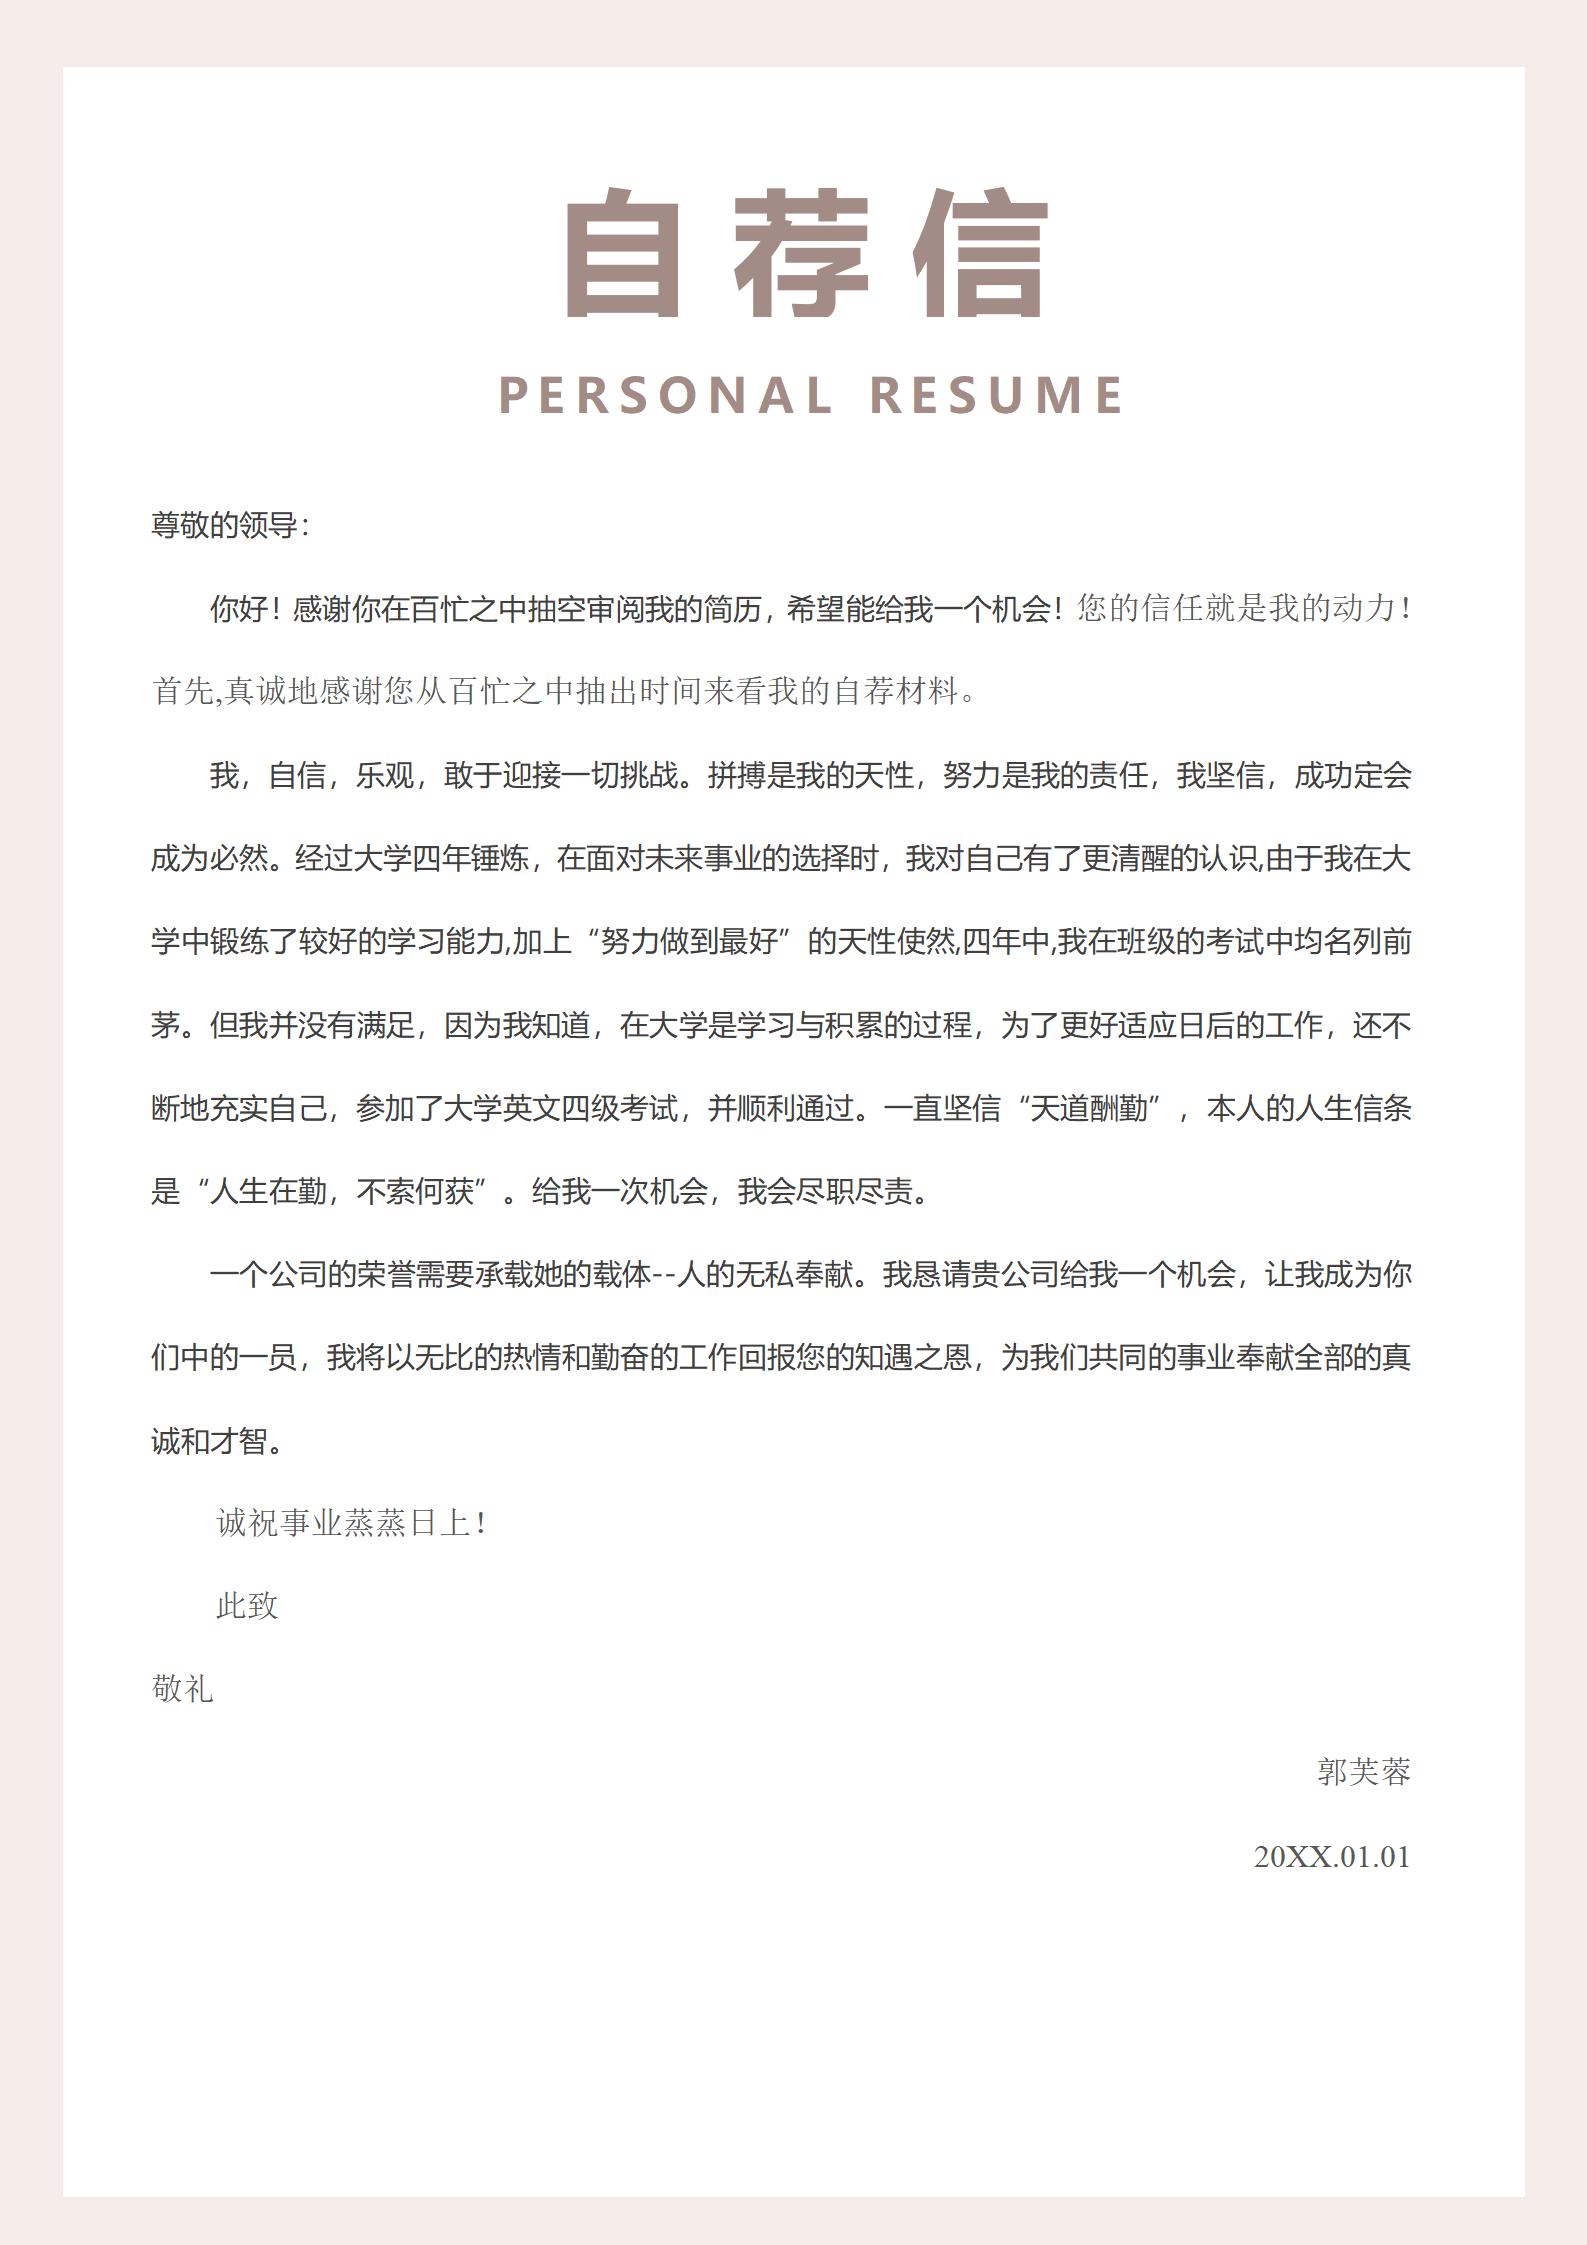 自荐信
PERSONAL RESUME
尊敬的领导：
你好！感谢你在百忙之中抽空审阅我的简历，希望能给我一个机会！您的信任就是我的动力！
首先,真诚地感谢您从百忙之中抽出时间来看我的自荐材料。
我，自信，乐观，敢于迎接一切挑战。拼搏是我的天性，努力是我的责任，我坚信，成功定会
成为必然。经过大学四年锤炼，在面对未来事业的选择时，我对自己有了更清醒的认识,由于我在大
学中锻练了较好的学习能力,加上“努力做到最好”的天性使然,四年中,我在班级的考试中均名列前
茅。但我并没有满足，因为我知道，在大学是学习与积累的过程，为了更好适应日后的工作，还不
断地充实自己，参加了大学英文四级考试，并顺利通过。一直坚信“天道酬勤”，本人的人生信条
是“人生在勤，不索何获”。给我一次机会，我会尽职尽责。
一个公司的荣誉需要承载她的载体--人的无私奉献。我恳请贵公司给我一个机会，让我成为你
们中的一员，我将以无比的热情和勤奋的工作回报您的知遇之恩，为我们共同的事业奉献全部的真
诚和才智。
诚祝事业蒸蒸日上！
此致
敬礼
郭芙蓉
20XX.01.01